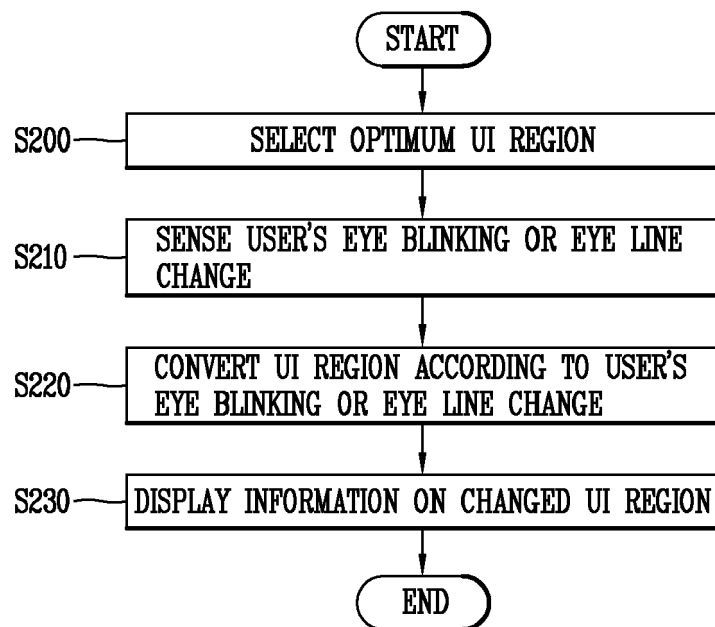 START
S200
SELECT OPTIMUM UI REGION
S210
SENSE USER'S EYE BLINKING OR EYE LINE
CHANGE
S220
CONVERT UI REGION ACCORDING TO USER'S
EYE BLINKING OR EYE LINE CHANGE
S230
DISPLAY INFORMATION ON CHANGED UI REGION
END